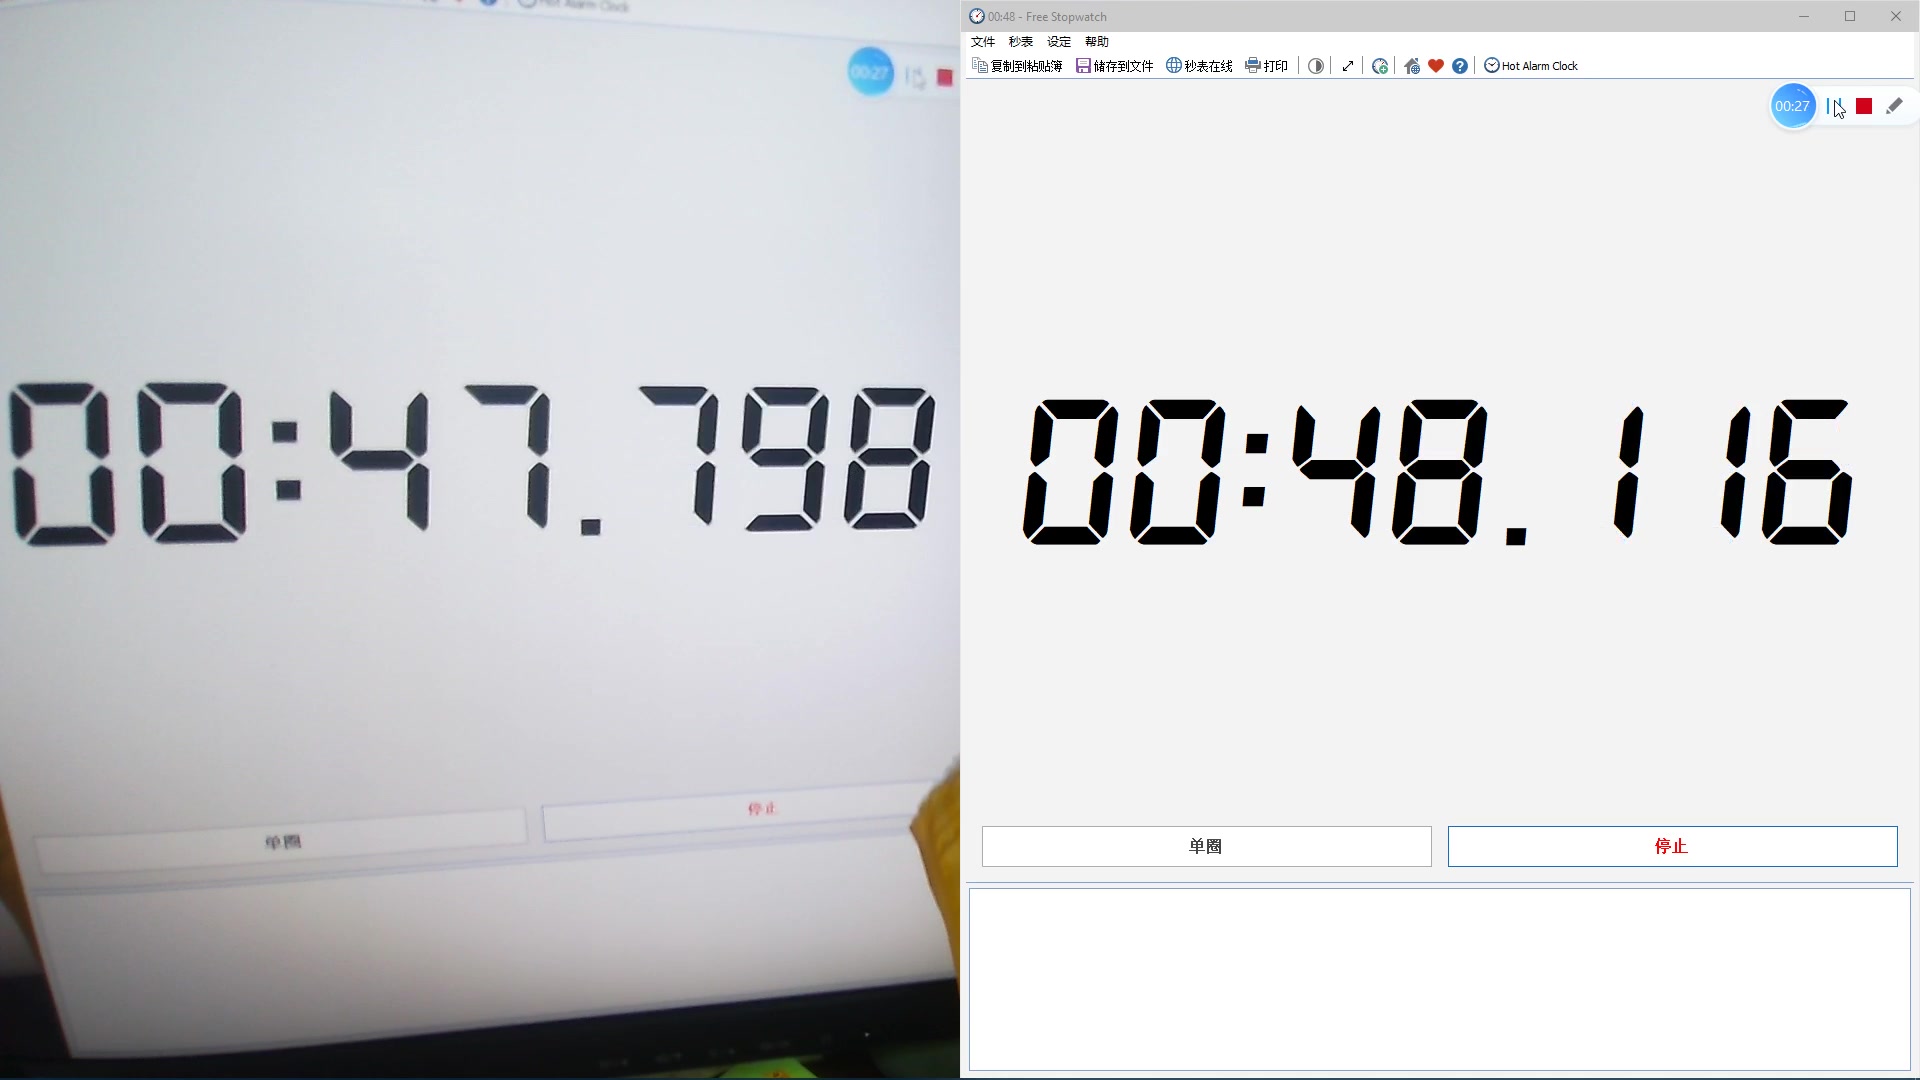 Hot Alarm Clock
00:27
00:47.798
单圈
停止
00:48 - Free Stopwatch
文件 秒表 设定 帮助
复制到粘贴簿 储存到文件 秒表在线 打印 Hot Alarm Clock
00:27
00:48.116
单圈
停止